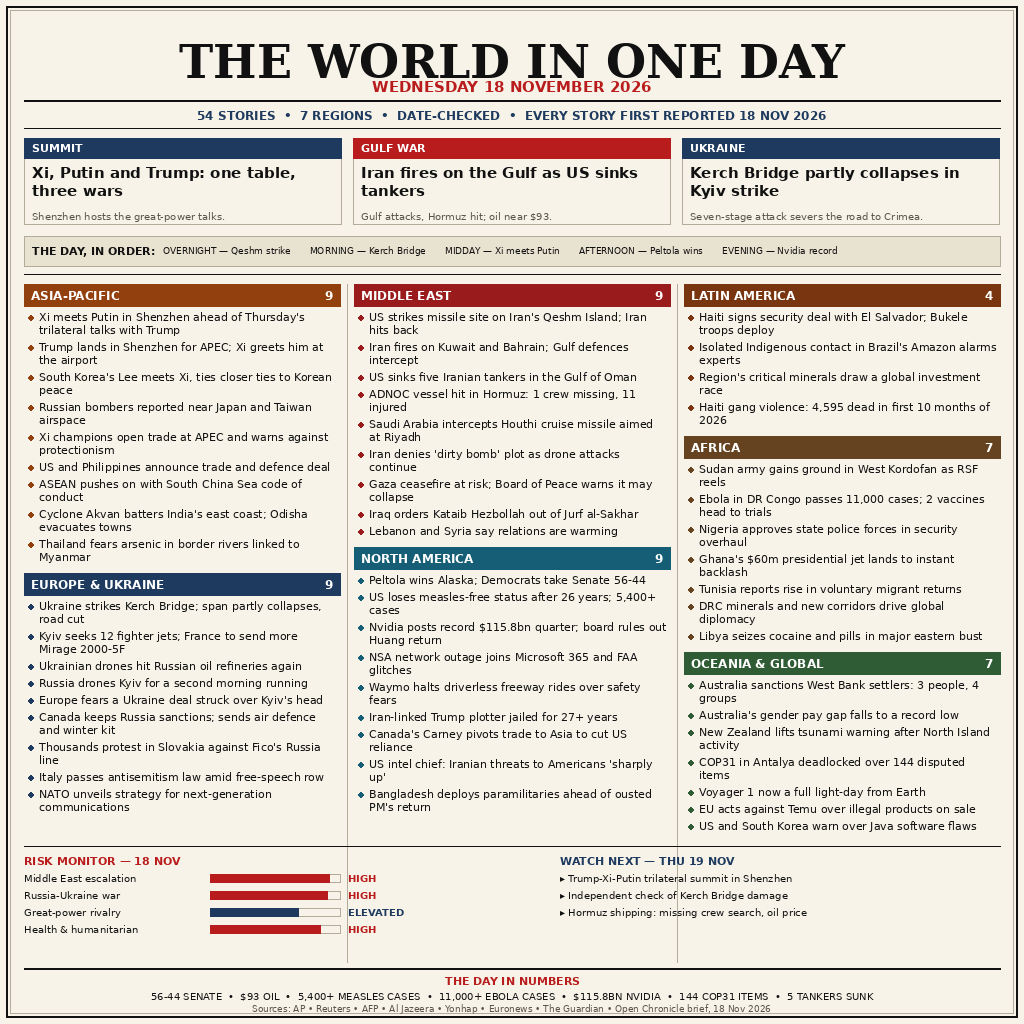 THE WORLD IN ONE DAY
WEDNESDAY 18 NOVEMBER 2026
54 STORIES • 7 REGIONS • DATE-CHECKED • EVERY STORY FIRST REPORTED 18 NOV 2026
SUMMIT
Xi, Putin and Trump: one table,
three wars
Shenzhen hosts the great-power talks.
GULF WAR
Iran fires on the Gulf as US sinks
tankers
Gulf attacks, Hormuz hit; oil near $93.
UKRAINE
Kerch Bridge partly collapses in
Kyiv strike
Seven-stage attack severs the road to Crimea.
THE DAY, IN ORDER: OVERNIGHT — Qeshm strike MORNING — Kerch Bridge MIDDAY — Xi meets Putin AFTERNOON — Peltola wins EVENING — Nvidia record
ASIA-PACIFIC 9
◆ Xi meets Putin in Shenzhen ahead of Thursday's
trilateral talks with Trump
◆ Trump lands in Shenzhen for APEC; Xi greets him at
the airport
◆ South Korea's Lee meets Xi, ties closer ties to Korean
peace
◆ Russian bombers reported near Japan and Taiwan
airspace
◆ Xi champions open trade at APEC and warns against
protectionism
◆ US and Philippines announce trade and defence deal
◆ ASEAN pushes on with South China Sea code of
conduct
◆ Cyclone Akvan batters India's east coast; Odisha
evacuates towns
◆ Thailand fears arsenic in border rivers linked to
Myanmar
EUROPE & UKRAINE 9
◆ Ukraine strikes Kerch Bridge; span partly collapses,
road cut
◆ Kyiv seeks 12 fighter jets; France to send more
Mirage 2000-5F
◆ Ukrainian drones hit Russian oil refineries again
◆ Russia drones Kyiv for a second morning running
◆ Europe fears a Ukraine deal struck over Kyiv's head
◆ Canada keeps Russia sanctions; sends air defence
and winter kit
◆ Thousands protest in Slovakia against Fico's Russia
line
◆ Italy passes antisemitism law amid free-speech row
◆ NATO unveils strategy for next-generation
communications
MIDDLE EAST 9
◆ US strikes missile site on Iran's Qeshm Island; Iran
hits back
◆ Iran fires on Kuwait and Bahrain; Gulf defences
intercept
◆ US sinks five Iranian tankers in the Gulf of Oman
◆ ADNOC vessel hit in Hormuz: 1 crew missing, 11
injured
◆ Saudi Arabia intercepts Houthi cruise missile aimed
at Riyadh
◆ Iran denies 'dirty bomb' plot as drone attacks
continue
◆ Gaza ceasefire at risk; Board of Peace warns it may
collapse
◆ Iraq orders Kataib Hezbollah out of Jurf al-Sakhar
◆ Lebanon and Syria say relations are warming
NORTH AMERICA 9
◆ Peltola wins Alaska; Democrats take Senate 56-44
◆ US loses measles-free status after 26 years; 5,400+
cases
◆ Nvidia posts record $115.8bn quarter; board rules out
Huang return
◆ NSA network outage joins Microsoft 365 and FAA
glitches
◆ Waymo halts driverless freeway rides over safety
fears
◆ Iran-linked Trump plotter jailed for 27+ years
◆ Canada's Carney pivots trade to Asia to cut US
reliance
◆ US intel chief: Iranian threats to Americans 'sharply
up'
◆ Bangladesh deploys paramilitaries ahead of ousted
PM's return
LATIN AMERICA 4
◆ Haiti signs security deal with El Salvador; Bukele
troops deploy
◆ Isolated Indigenous contact in Brazil's Amazon alarms
experts
◆ Region's critical minerals draw a global investment
race
◆ Haiti gang violence: 4,595 dead in first 10 months of
2026
AFRICA 7
◆ Sudan army gains ground in West Kordofan as RSF
reels
◆ Ebola in DR Congo passes 11,000 cases; 2 vaccines
head to trials
◆ Nigeria approves state police forces in security
overhaul
◆ Ghana's $60m presidential jet lands to instant
backlash
◆ Tunisia reports rise in voluntary migrant returns
◆ DRC minerals and new corridors drive global
diplomacy
◆ Libya seizes cocaine and pills in major eastern bust
OCEANIA & GLOBAL 7
◆ Australia sanctions West Bank settlers: 3 people, 4
groups
◆ Australia's gender pay gap falls to a record low
◆ New Zealand lifts tsunami warning after North Island
activity
◆ COP31 in Antalya deadlocked over 144 disputed
items
◆ Voyager 1 now a full light-day from Earth
◆ EU acts against Temu over illegal products on sale
◆ US and South Korea warn over Java software flaws
RISK MONITOR — 18 NOV
Middle East escalation HIGH
Russia-Ukraine war HIGH
Great-power rivalry ELEVATED
Health & humanitarian HIGH
WATCH NEXT — THU 19 NOV
▸ Trump-Xi-Putin trilateral summit in Shenzhen
▸ Independent check of Kerch Bridge damage
▸ Hormuz shipping: missing crew search, oil price
THE DAY IN NUMBERS
56-44 SENATE • $93 OIL • 5,400+ MEASLES CASES • 11,000+ EBOLA CASES • $115.8BN NVIDIA • 144 COP31 ITEMS • 5 TANKERS SUNK
Sources: AP • Reuters • AFP • Al Jazeera • Yonhap • Euronews • The Guardian • Open Chronicle brief, 18 Nov 2026